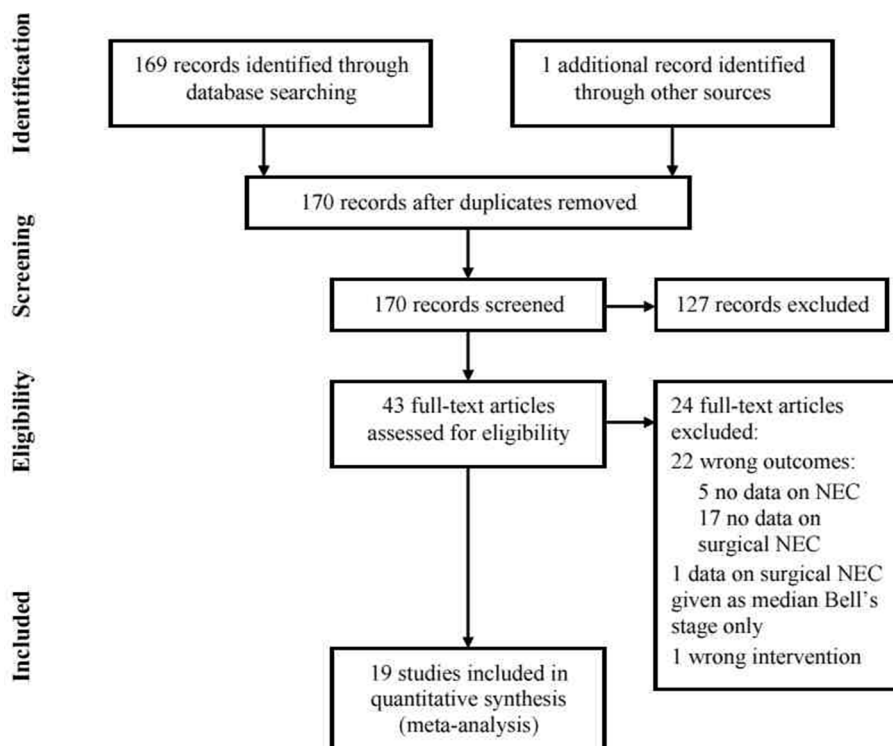 Identification
169 records identified through
database searching
1 additional record identified
through other sources
170 records after duplicates removed
Screening
170 records screened
127 records excluded
Eligibility
43 full-text articles
assessed for eligibility
24 full-text articles
excluded:
22 wrong outcomes:
5 no data on NEC
17 no data on
surgical NEC
1 data on surgical NEC
given as median Bell’s
stage only
1 wrong intervention
Included
19 studies included in
quantitative synthesis
(meta-analysis)